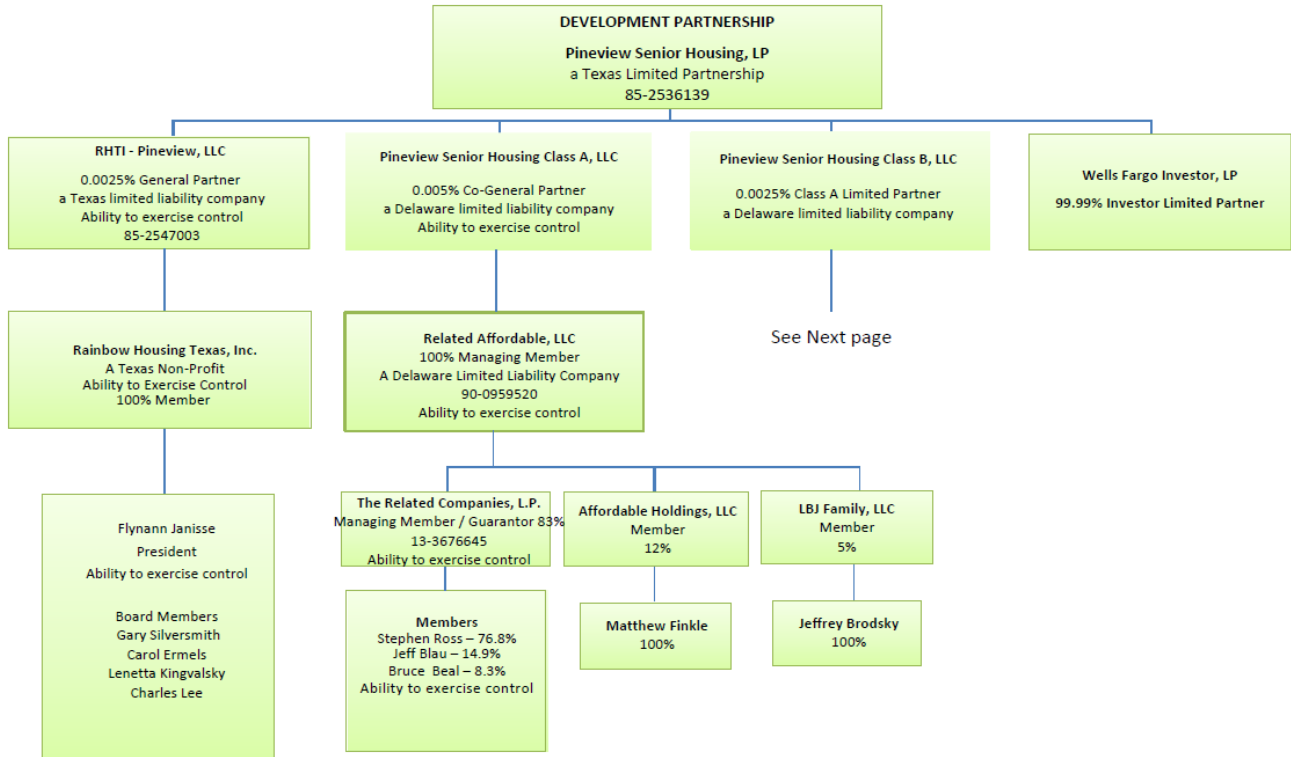 DEVELOPMENT PARTNERSHIP
Pineview Senior Housing, LP
a Texas Limited Partnership
85-2536139
RHTI - Pineview, LLC
0.0025% General Partner
a Texas limited liability company
Ability to exercise control
85-2547003
Pineview Senior Housing Class A, LLC
0.005% Co-General Partner
a Delaware limited liability company
Ability to exercise control
Pineview Senior Housing Class B, LLC
0.0025% Class A Limited Partner
a Delaware limited liability company
Wells Fargo Investor, LP
99.99% Investor Limited Partner
Rainbow Housing Texas, Inc.
A Texas Non-Profit
Ability to Exercise Control
100% Member
Related Affordable, LLC
100% Managing Member
A Delaware Limited Liability Company
90-0959520
Ability to exercise control
See Next page
Flynann Janisse
President
Ability to exercise control
Board Members
Gary Silversmith
Carol Ermels
Lenetta Kingvalsky
Charles Lee
The Related Companies, L.P.
Managing Member / Guarantor 83%
13-3676645
Ability to exercise control
Affordable Holdings, LLC
Member
12%
LBJ Family, LLC
Member
5%
Members
Stephen Ross – 76.8%
Jeff Blau – 14.9%
Bruce Beal – 8.3%
Ability to exercise control
Matthew Finkle
100%
Jeffrey Brodsky
100%